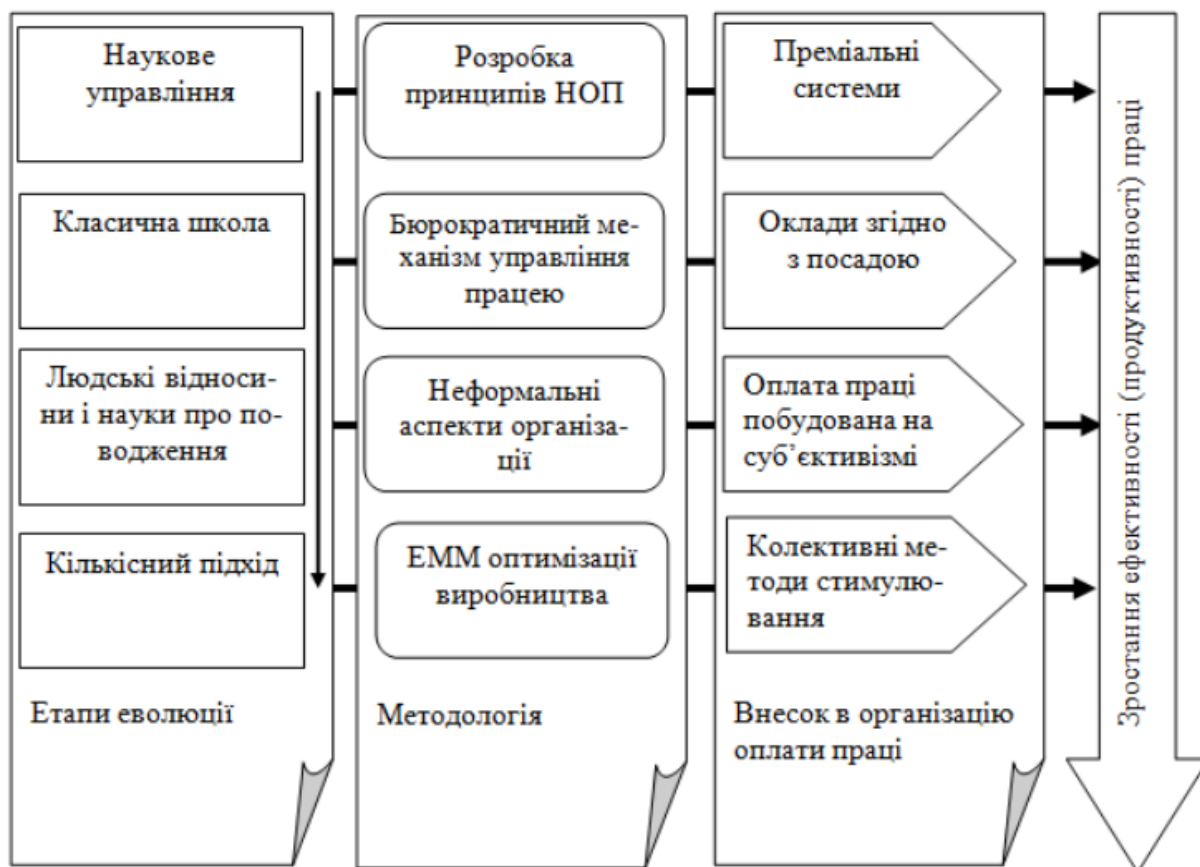 Наукове
управління
Класична школа
Людські відноси-
ни і науки про по-
водження
Кількісний підхід
Етапи еволюції
Розробка
принципів НОП
Бюрократичний ме-
ханізм управління
працею
Неформальні
аспекти організа-
ції
ЕММ оптимізації
виробництва
Методологія
Преміальні
системи
Оклади згідно
з посадою
Оплата праці
побудована на
суб’єктивізмі
Колективні ме-
тоди стимулю-
вання
Внесок в організацію
оплати праці
Зростання ефективності (продуктивності) праці